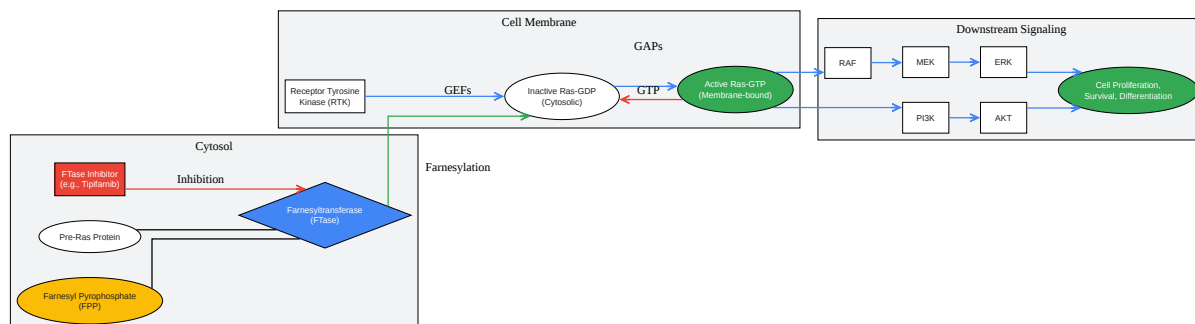 Cell Membrane
GAPs
Receptor Tyrosine
Kinase (RTK)
GEFs
Inactive Ras-GDP
(Cytosolic)
GTP
Active Ras-GTP
(Membrane-bound)
Downstream Signaling
RAF
MEK
ERK
PI3K
AKT
Cell Proliferation,
Survival, Differentiation
Cytosol
FTase Inhibitor
(e.g., Tipifarnib)
Inhibition
Farnesylation
Farnesyltransferase
(FTase)
Pre-Ras Protein
Farnesyl Pyrophosphate
(FPP)